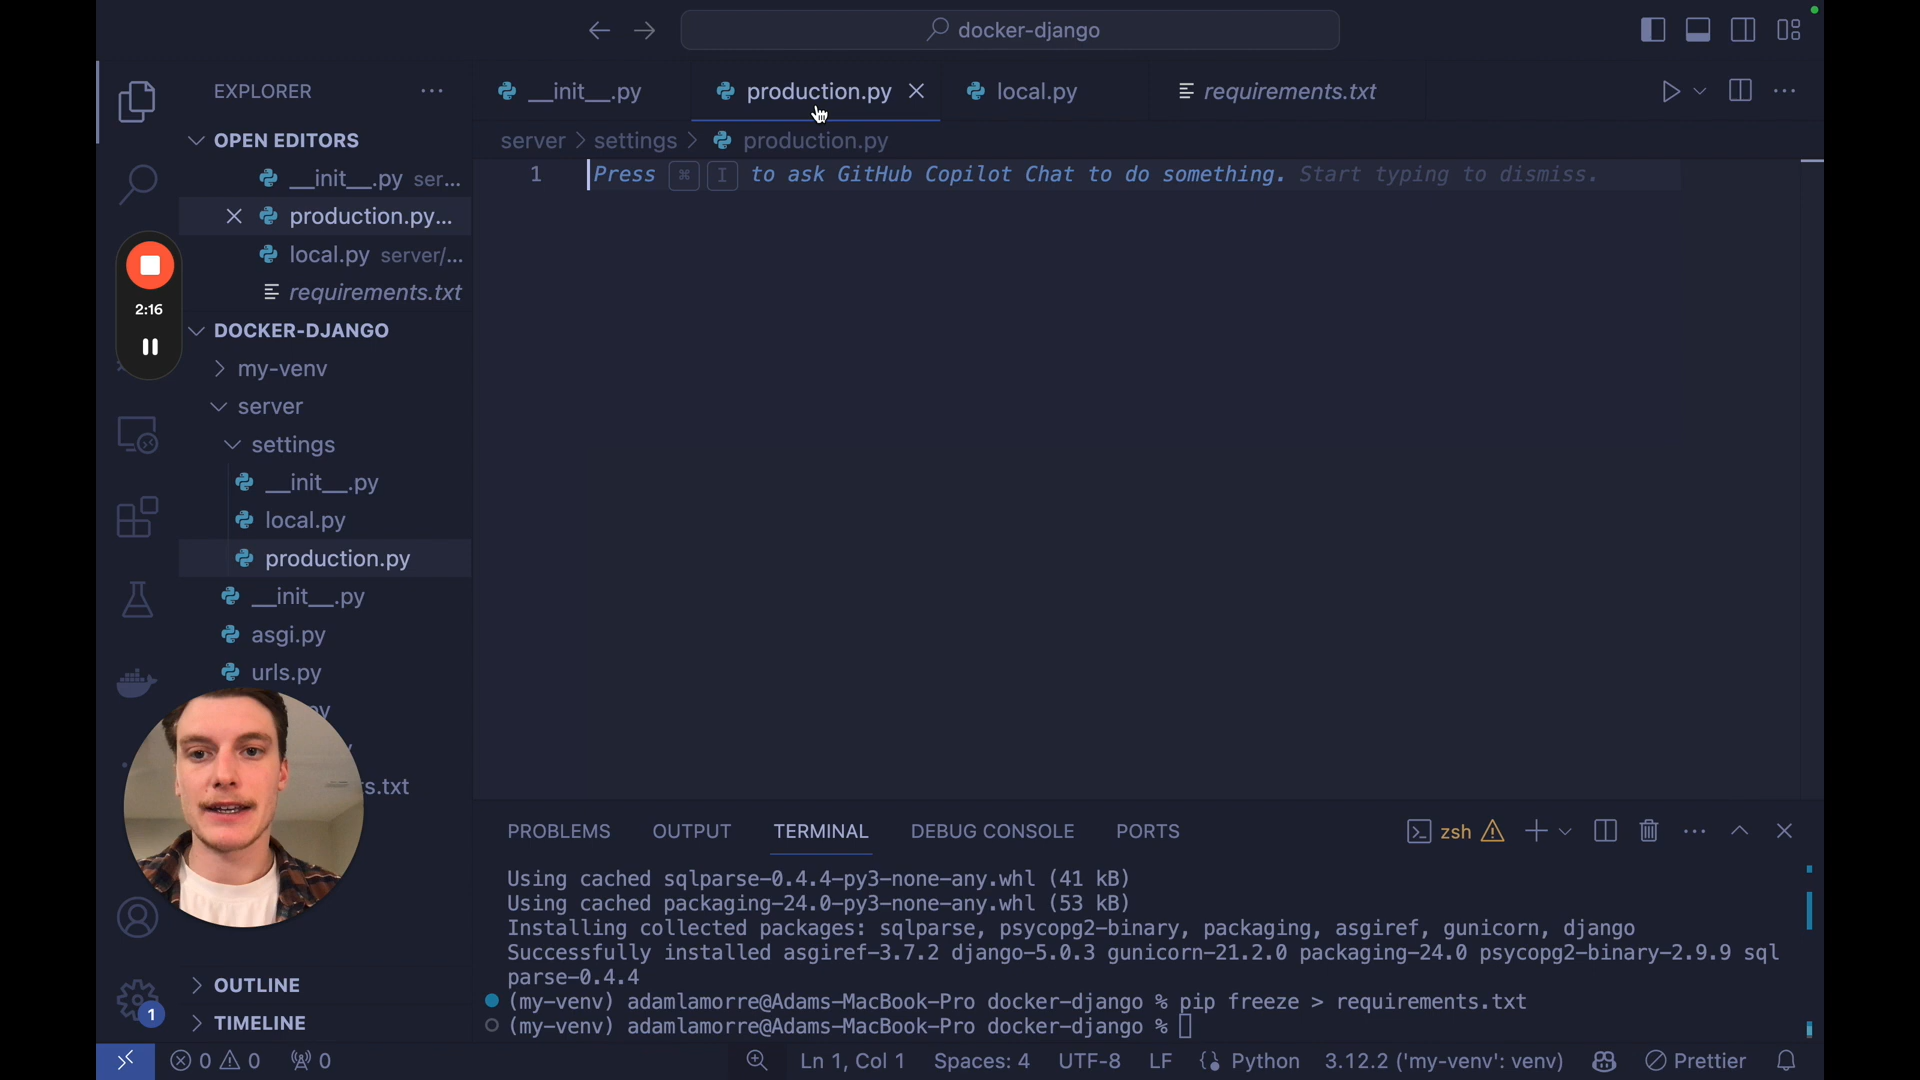 docker-django
EXPLORER
__init__.py
production.py
local.py
requirements.txt
OPEN EDITORS
server
settings
production.py
__init__.py ser...
1
Press ⌘ I to ask GitHub Copilot Chat to do something. Start typing to dismiss.
production.py...
local.py server/...
requirements.txt
2:16
DOCKER-DJANGO
my-venv
server
settings
__init__.py
local.py
production.py
__init__.py
asgi.py
urls.py
s.txt
PROBLEMS
OUTPUT
TERMINAL
DEBUG CONSOLE
PORTS
zsh
Using cached sqlparse-0.4.4-py3-none-any.whl (41 kB)
Using cached packaging-24.0-py3-none-any.whl (53 kB)
Installing collected packages: sqlparse, psycopg2-binary, packaging, asgiref, gunicorn, django
Successfully installed asgiref-3.7.2 django-5.0.3 gunicorn-21.2.0 packaging-24.0 psycopg2-binary-2.9.9 sql
parse-0.4.4
(my-venv) adamlamorre@Adams-MacBook-Pro docker-django % pip freeze > requirements.txt
(my-venv) adamlamorre@Adams-MacBook-Pro docker-django %
OUTLINE
1
TIMELINE
0 0 0
Ln 1, Col 1
Spaces: 4
UTF-8
LF
Python
3.12.2 ('my-venv': venv)
Prettier